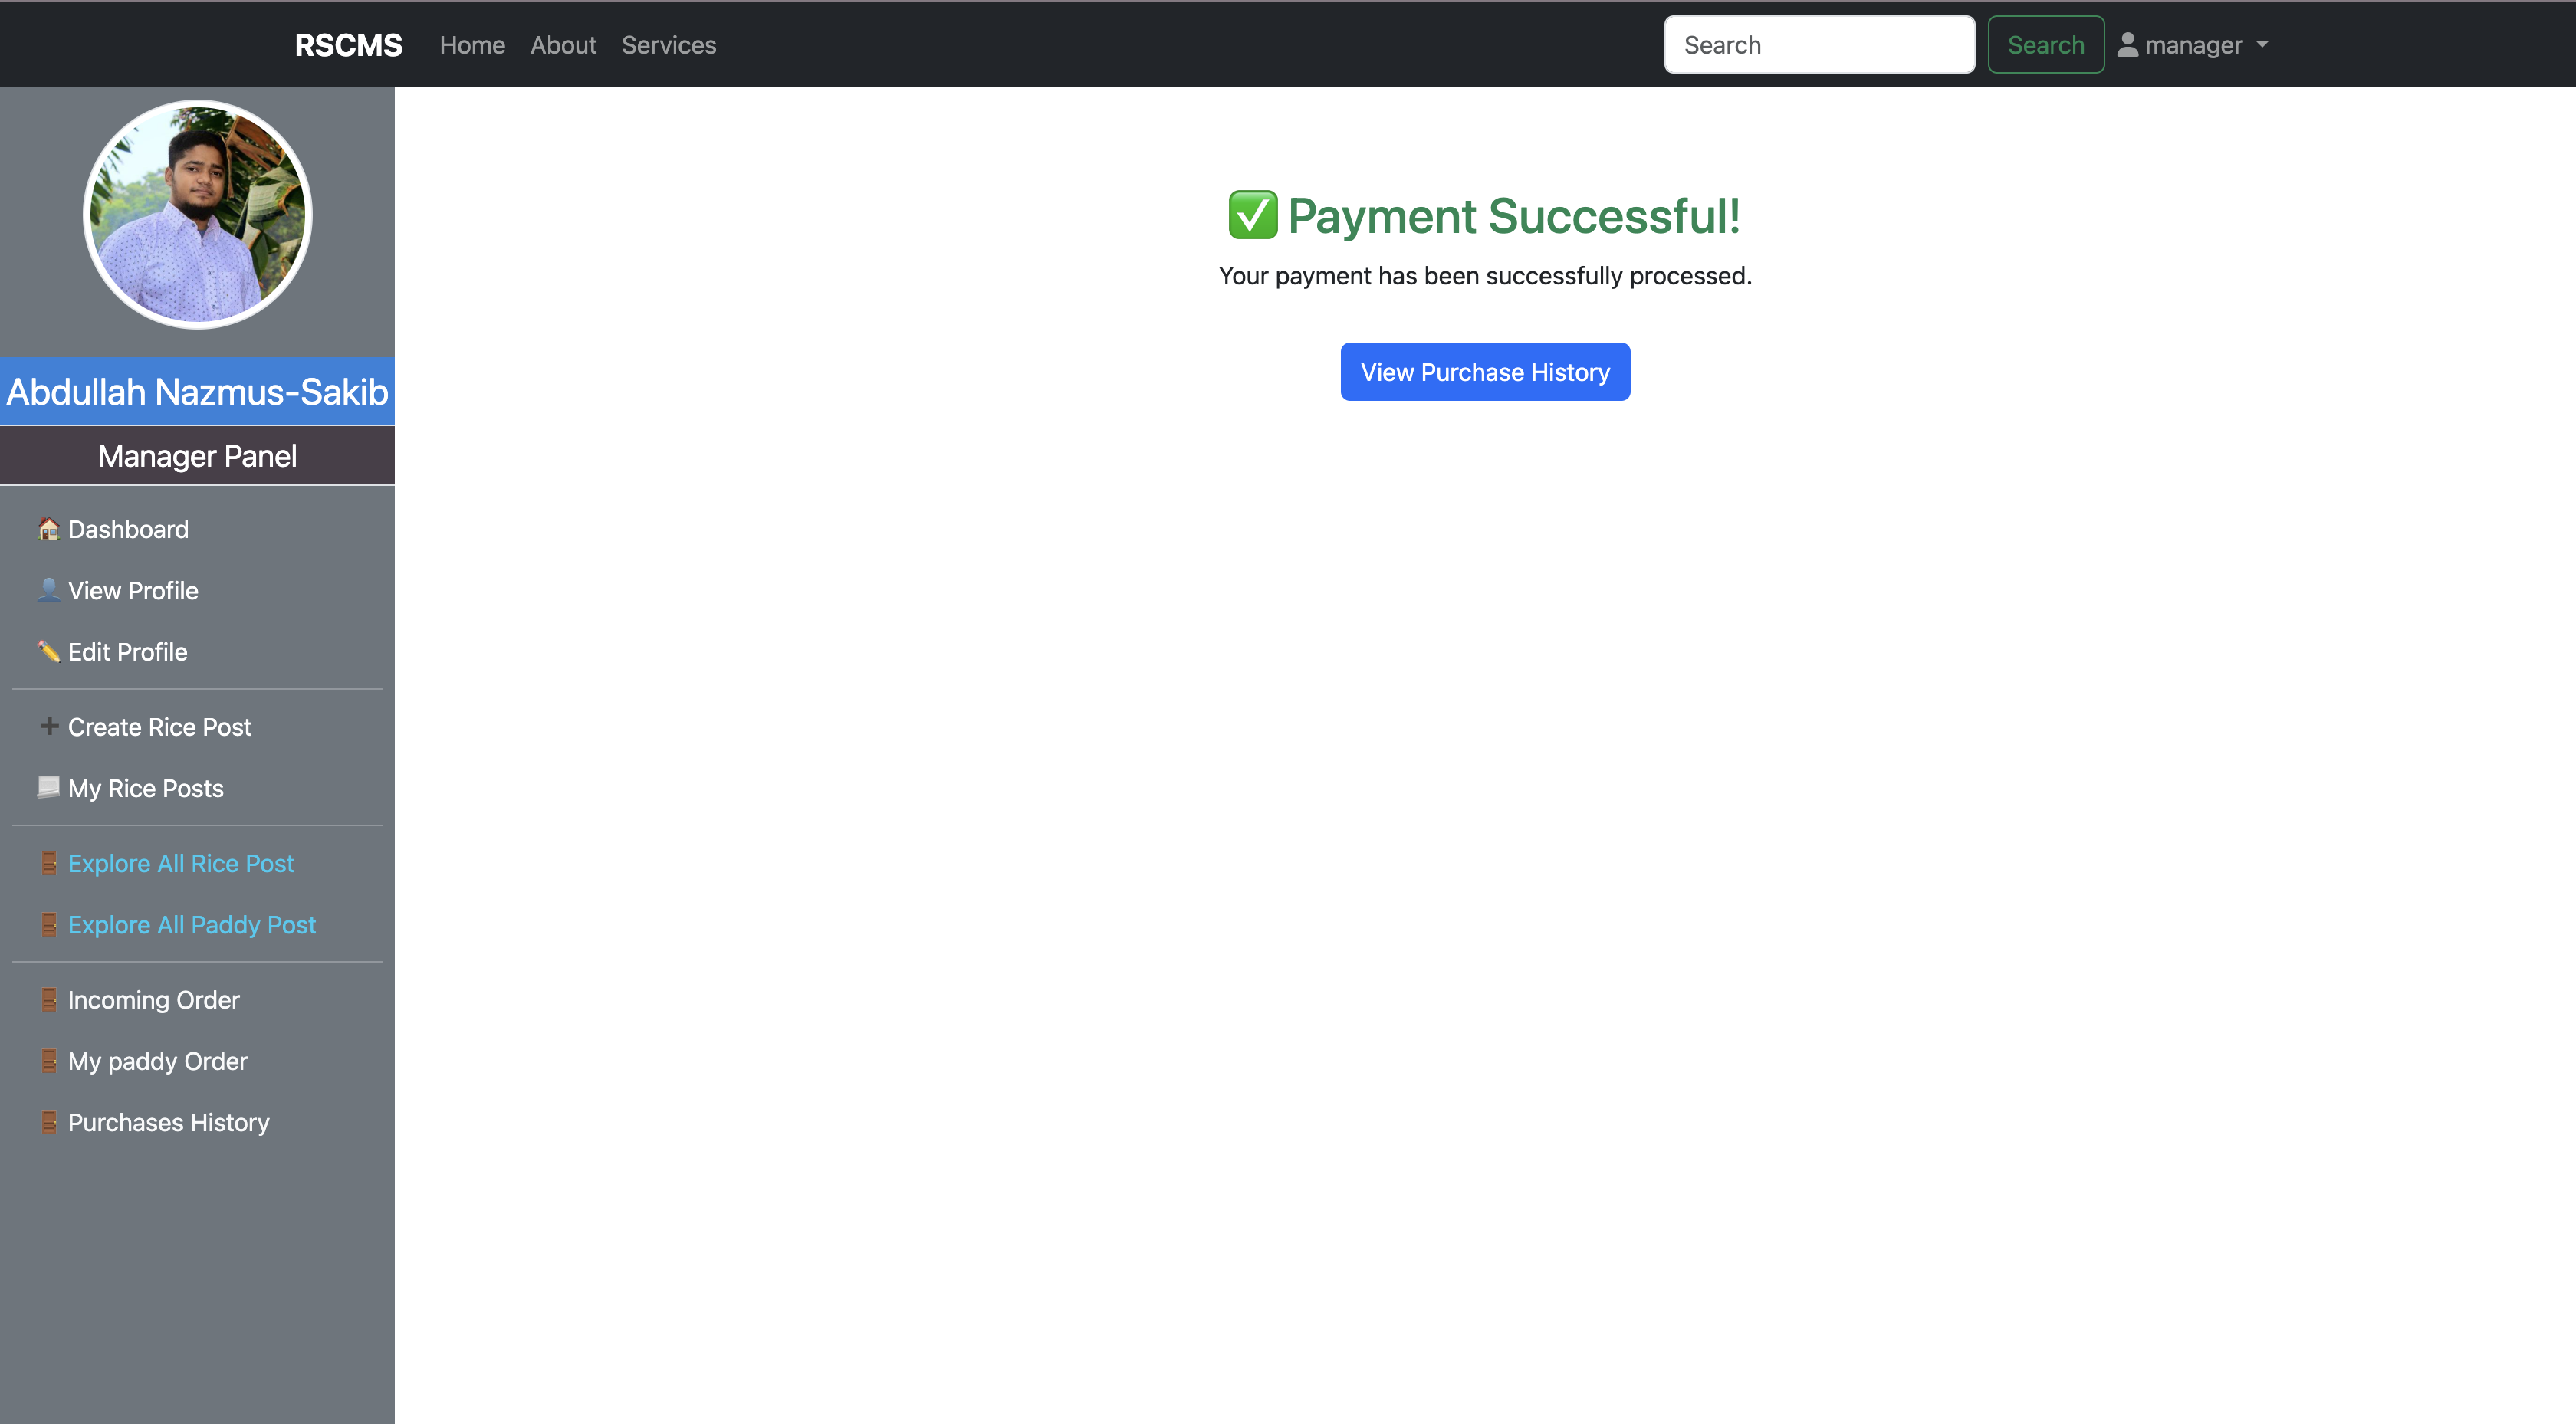 RSCMS Home About Services Search Search manager
Abdullah Nazmus-Sakib
Manager Panel
Dashboard
View Profile
Edit Profile
Create Rice Post
My Rice Posts
Explore All Rice Post
Explore All Paddy Post
Incoming Order
My paddy Order
Purchases History
Payment Successful!
Your payment has been successfully processed.
View Purchase History